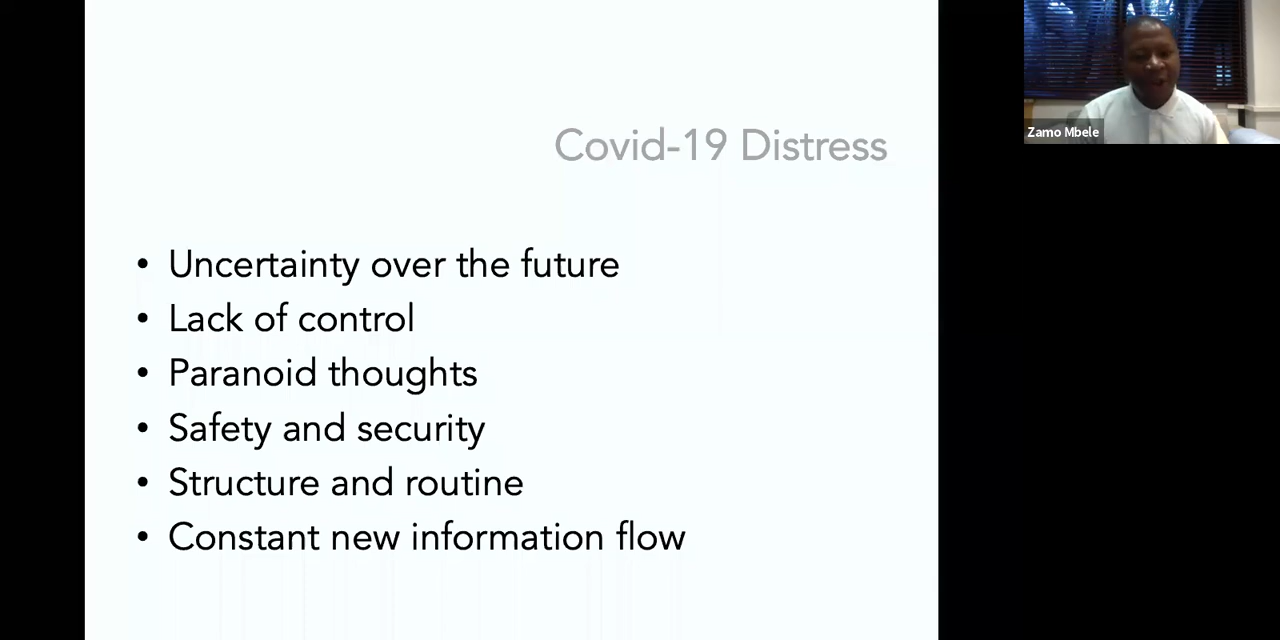 Covid-19 Distress
• Uncertainty over the future
• Lack of control
• Paranoid thoughts
• Safety and security
• Structure and routine
• Constant new information flow
Zamo Mbele